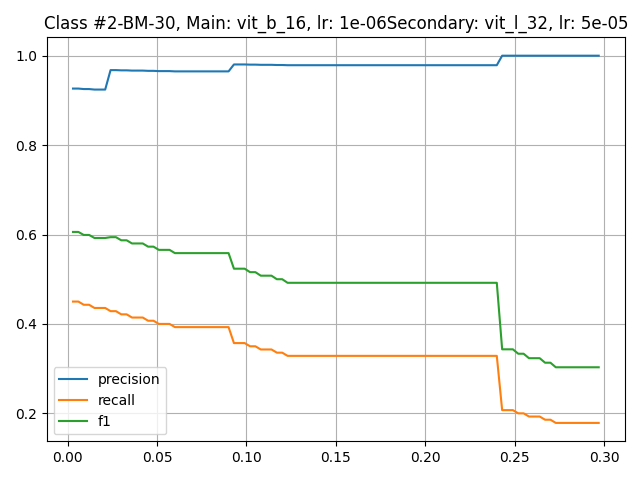 Class #2-BM-30, Main: vit_b_16, lr: 1e-06Secondary: vit_l_32, lr: 5e-05
1.0
0.8
0.6
0.4
0.2
precision
recall
f1
0.00 0.05 0.10 0.15 0.20 0.25 0.30